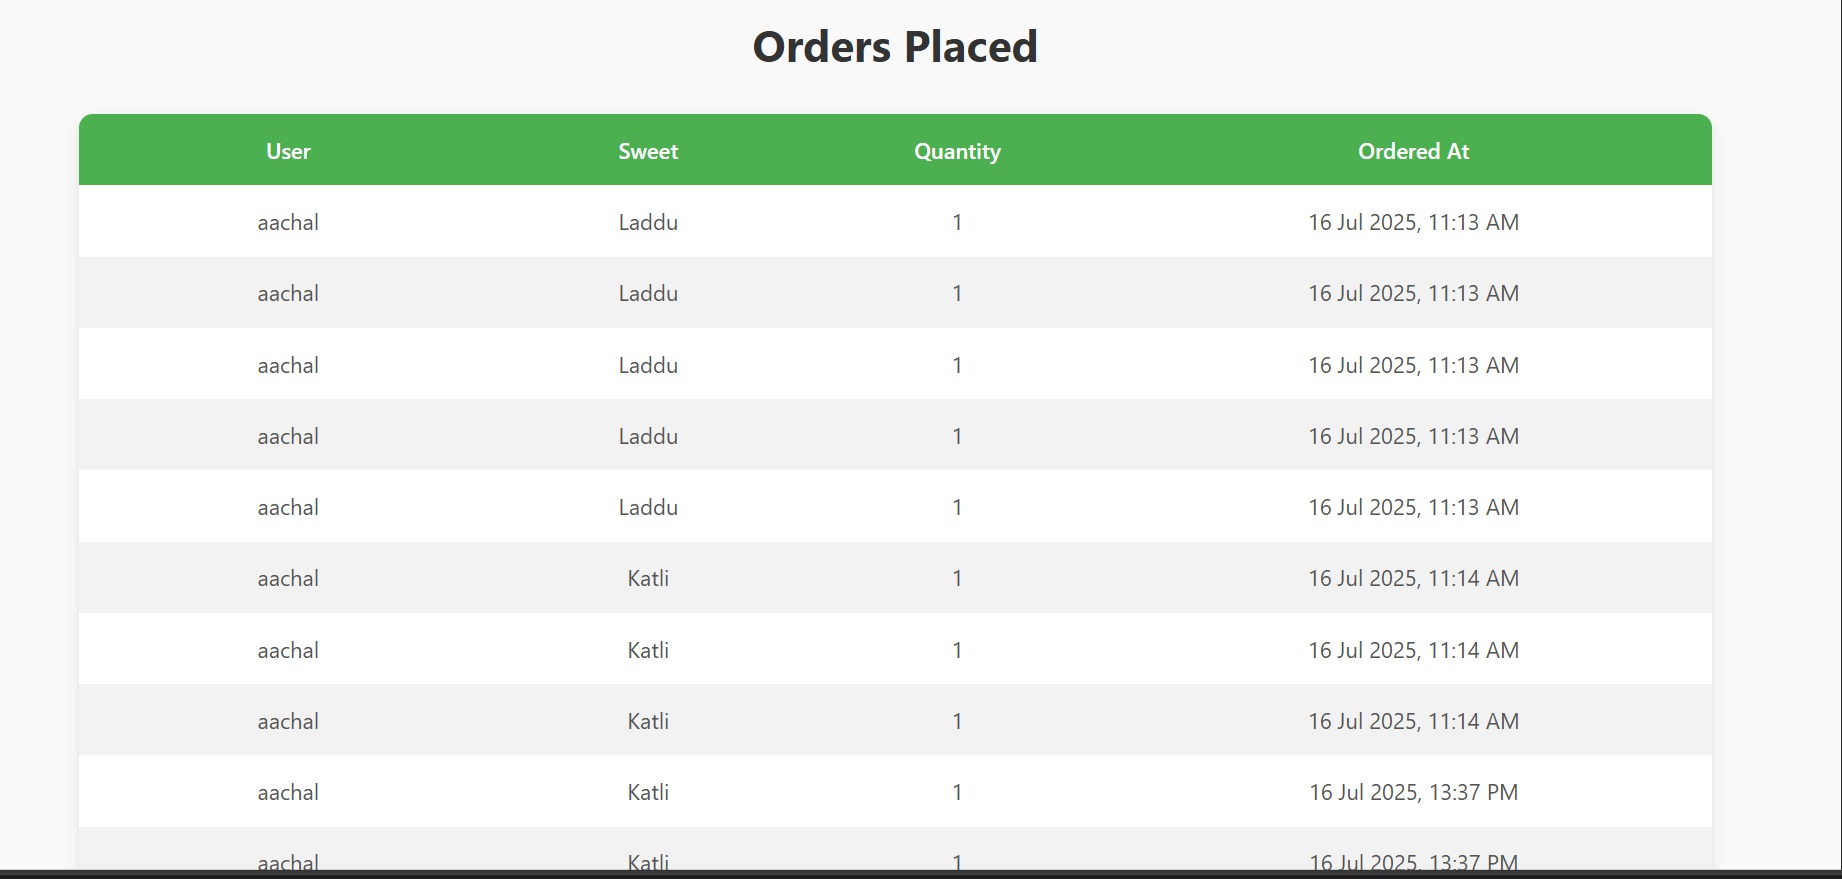 Orders Placed
User Sweet Quantity Ordered At
aachal Laddu 1 16 Jul 2025, 11:13 AM
aachal Laddu 1 16 Jul 2025, 11:13 AM
aachal Laddu 1 16 Jul 2025, 11:13 AM
aachal Laddu 1 16 Jul 2025, 11:13 AM
aachal Laddu 1 16 Jul 2025, 11:13 AM
aachal Katli 1 16 Jul 2025, 11:14 AM
aachal Katli 1 16 Jul 2025, 11:14 AM
aachal Katli 1 16 Jul 2025, 11:14 AM
aachal Katli 1 16 Jul 2025, 13:37 PM
aachal Katli 1 16 Jul 2025, 13:37 PM